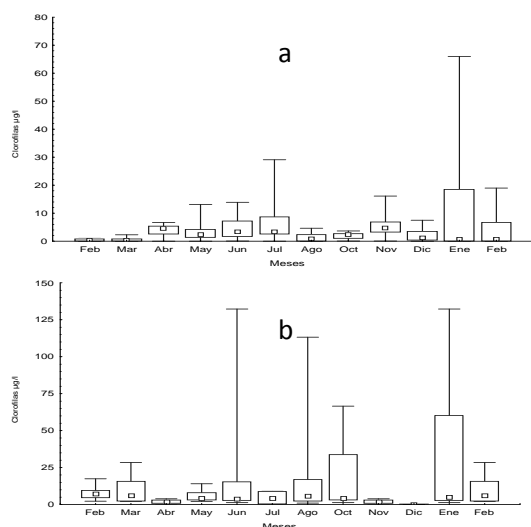 a
Clorofilas µg/l
80
70
60
50
40
30
20
10
0
Feb Mar Abr May Jun Jul Ago Oct Nov Dic Ene Feb
Meses
b
Clorofilas µg/l
150
125
100
75
50
25
0
Feb Mar Abr May Jun Jul Ago Oct Nov Dic Ene Feb
Meses